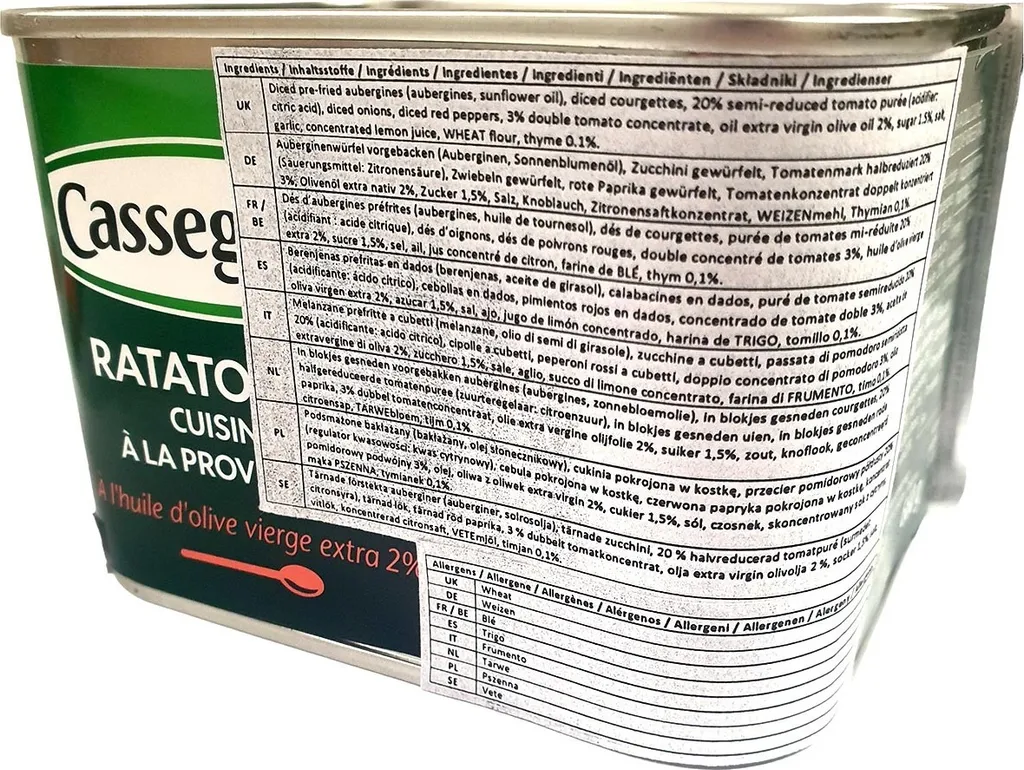 Casseg
RATATO
CUISIN
À LA PROV
À l'huile d'olive vierge extra 2%
Ingredients / Inhaltsstoffe / Ingrédients / Ingredientes / Ingredienti / Ingrediënten / Składniki / Ingredienser
UK
Diced pre-fried aubergines (aubergines, sunflower oil), diced courgettes, 20% semi-reduced tomato purée (acidifier:
citric acid), diced onions, diced red peppers, 3% double tomato concentrate, oil extra virgin olive oil 2%, sugar 1.5%, salt,
garlic, concentrated lemon juice, WHEAT flour, thyme 0.1%.
DE
Auberginenwürfel vorgebacken (Auberginen, Sonnenblumenöl), Zucchini gewürfelt, Tomatenmark halbreduziert 20%
(Säuerungsmittel: Zitronensäure), Zwiebeln gewürfelt, rote Paprika gewürfelt, Tomatenkonzentrat doppelt konzentriert
3%, Olivenöl extra nativ 2%, Zucker 1,5%, Salz, Knoblauch, Zitronensaftkonzentrat, WEIZENmehl, Thymian 0,1%.
FR / BE
Dés d'aubergines préfrites (aubergines, huile de tournesol), dés de courgettes, purée de tomates mi-réduite 20%
(acidifiant : acide citrique), dés d'oignons, dés de poivrons rouges, double concentré de tomates 3%, huile d'olive vierge
extra 2%, sucre 1,5%, sel, ail, jus concentré de citron, farine de BLÉ, thym 0,1%.
ES
Berenjenas prefritas en dados (berenjenas, aceite de girasol), calabacines en dados, puré de tomate semireducido 20%
(acidificante: ácido cítrico), cebollas en dados, pimientos rojos en dados, concentrado de tomate doble 3%, aceite de
oliva virgen extra 2%, azúcar 1,5%, sal, ajo, jugo de limón concentrado, harina de TRIGO, tomillo 0,1%.
IT
Melanzane prefritte a cubetti (melanzane, olio di semi di girasole), zucchine a cubetti, passata di pomodoro semiridotta
20% (acidificante: acido citrico), cipolle a cubetti, peperoni rossi a cubetti, doppio concentrato di pomodoro 3%, olio
extravergine di oliva 2%, zucchero 1,5%, sale, aglio, succo di limone concentrato, farina di FRUMENTO, timo 0,1%.
NL
In blokjes gesneden voorgebakken aubergines (aubergines, zonnebloemolie), in blokjes gesneden courgettes, 20%
halfgereduceerde tomatenpuree (zuurteregelaar: citroenzuur), in blokjes gesneden uien, in blokjes gesneden rode
paprika, 3% dubbel tomatenconcentraat, olie extra vergine olijfolie 2%, suiker 1,5%, zout, knoflook, geconcentreerd
citroensap, TARWEbloem, tijm 0,1%.
PL
Podsmażone bakłażany (bakłażany, olej słonecznikowy), cukinia pokrojona w kostkę, przecier pomidorowy półtłusty 20%
(regulator kwasowości: kwas cytrynowy), cebula pokrojona w kostkę, czerwona papryka pokrojona w kostkę, koncentrat
pomidorowy podwójny 3%, olej, oliwa z oliwek extra virgin 2%, cukier 1,5%, sól, czosnek, skoncentrowany sok z cytryny,
mąka PSZENNA, tymianek 0,1%.
SE
Tärnade förstekta auberginer (auberginer, solrosolja), tärnade zucchini, 20 % halvreducerad tomatpuré (surmedel:
citronsyra), tärnad lök, tärnad röd paprika, 3 % dubbelt tomatkoncentrat, olja extra virgin olivolja 2 %, socker 1,5%, salt,
vitlök, koncentrerad citronsaft, VETEmjöl, timjan 0,1%.
Allergens / Allergene / Allergènes / Alérgenos / Allergeni / Allergenen / Alergeny /
UK Wheat
DE Weizen
FR / BE Blé
ES Trigo
IT Frumento
NL Tarwe
PL Pszenna
SE Vete